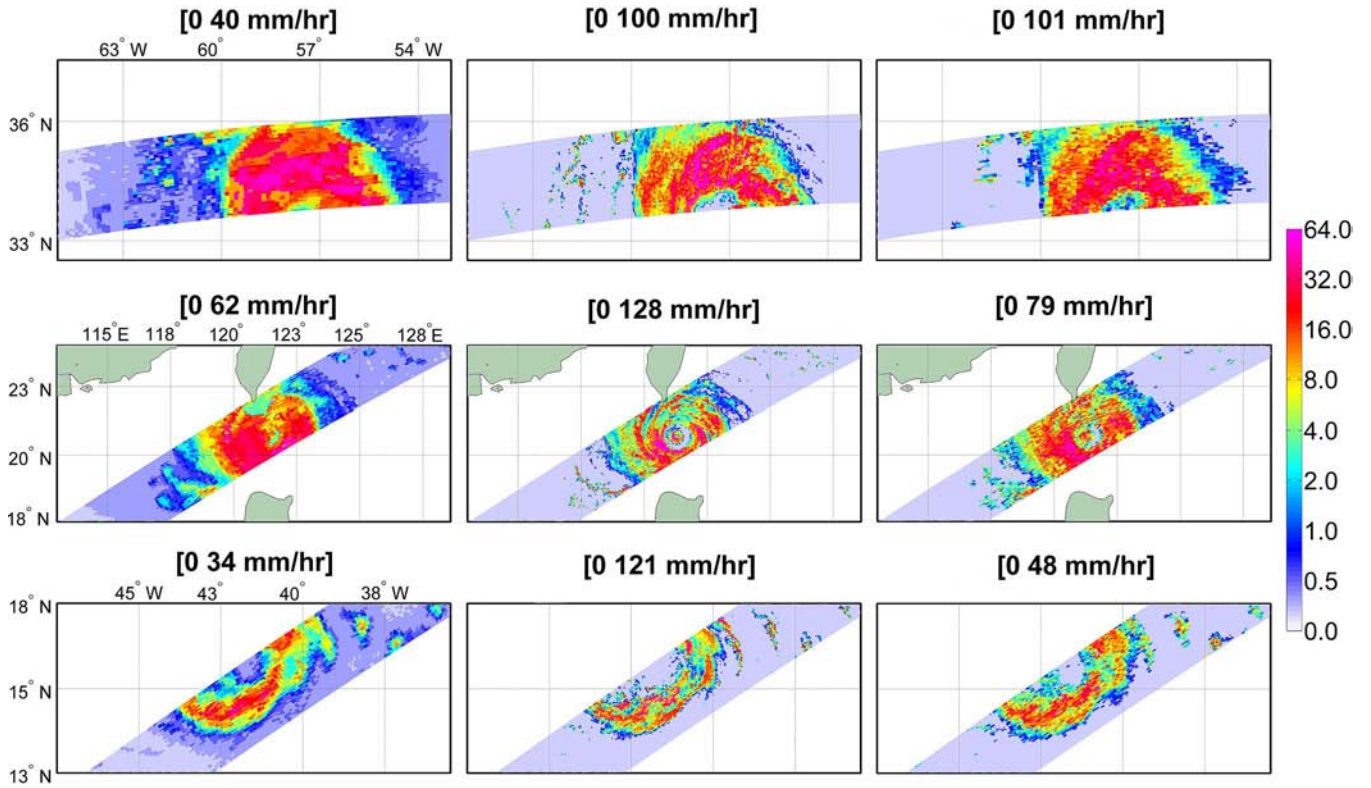 [0 40 mm/hr] [0 100 mm/hr] [0 101 mm/hr]
63° W 60° 57° 54° W
36° N
33° N
[0 62 mm/hr] [0 128 mm/hr] [0 79 mm/hr]
115° E 118° 120° 123° 125° 128° E
23° N
20° N
18° N
[0 34 mm/hr] [0 121 mm/hr] [0 48 mm/hr]
45° W 43° 40° 38° W
18° N
15° N
13° N
64.00
32.00
16.00
8.0
4.0
2.0
1.0
0.5
0.0